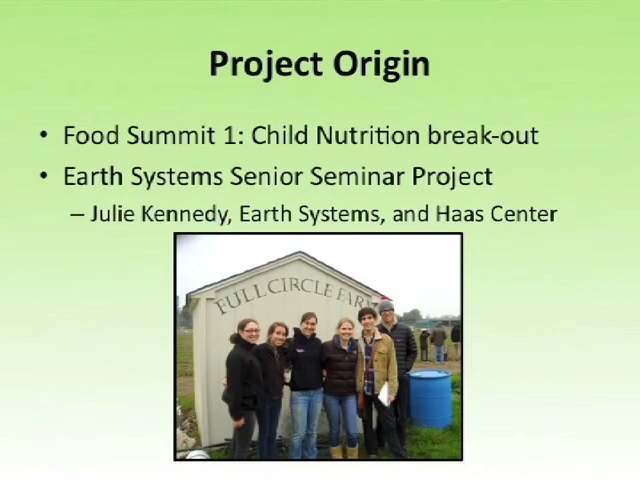 Project Origin
• Food Summit 1: Child Nutrition break-out
• Earth Systems Senior Seminar Project
– Julie Kennedy, Earth Systems, and Haas Center
FULL CIRCLE FARM